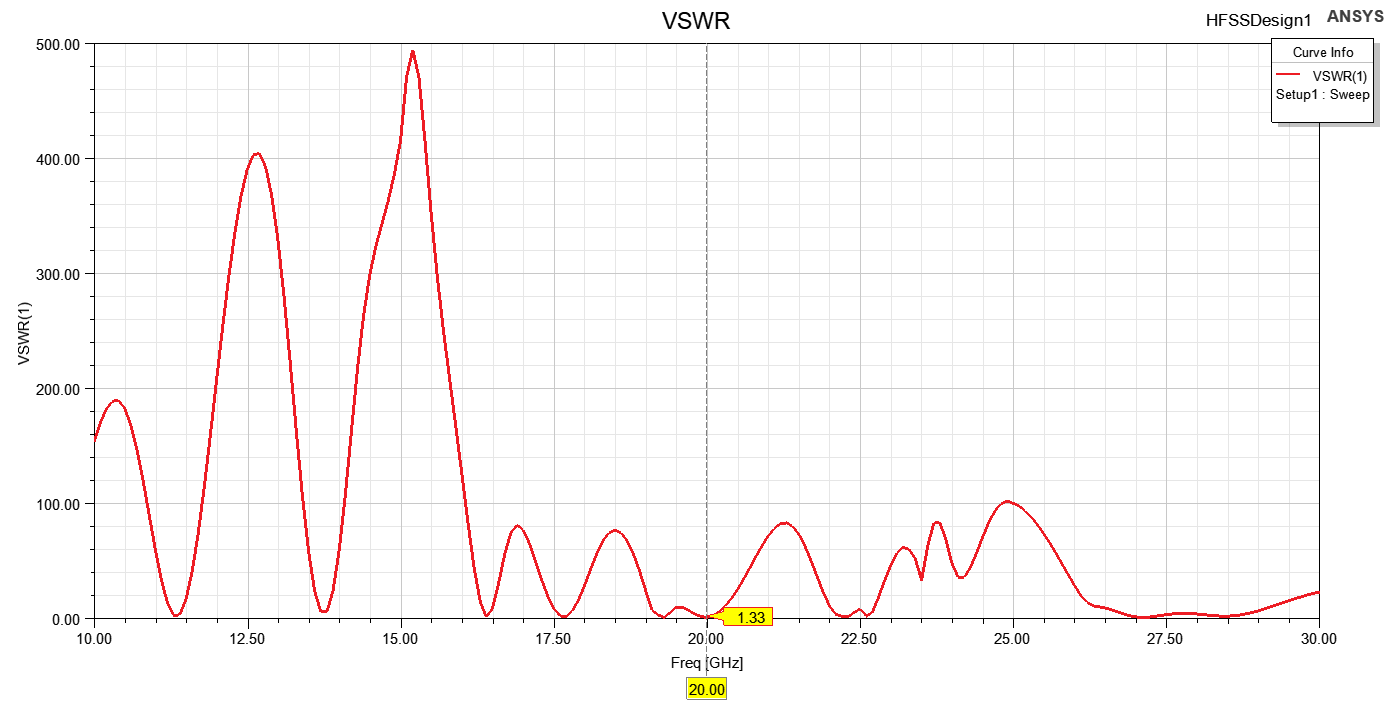 VSWR
HFSSDesign1
ANSYS
Curve Info
VSWR(1)
Setup1 : Sweep
500.00
400.00
300.00
200.00
100.00
0.00
VSWR(1)
1.33
10.00
12.50
15.00
17.50
20.00
22.50
25.00
27.50
30.00
Freq [GHz]
20.00